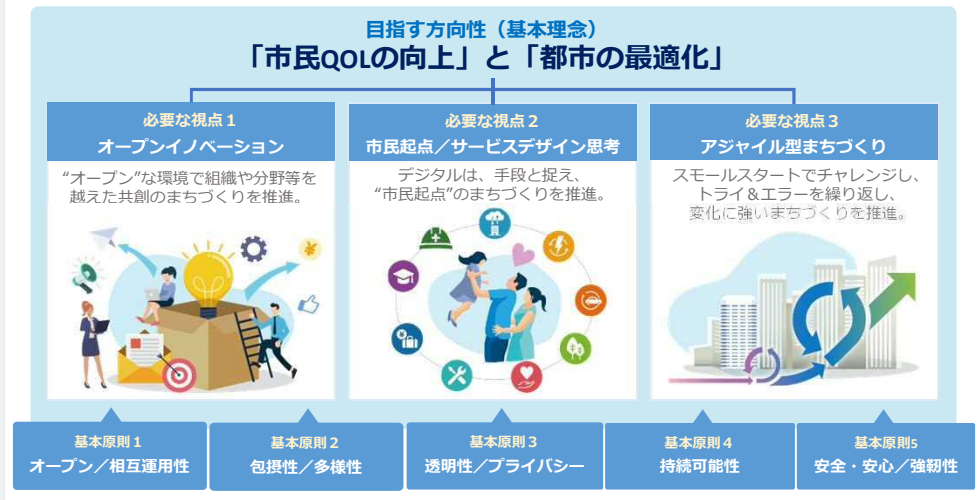 目指す方向性（基本理念）
「市民QOLの向上」と「都市の最適化」
必要な視点１
オープンイノベーション
“オープン”な環境で組織や分野等を
越えた共創のまちづくりを推進。
必要な視点２
市民起点／サービスデザイン思考
デジタルは、手段と捉え、
“市民起点”のまちづくりを推進。
必要な視点３
アジャイル型まちづくり
スモールスタートでチャレンジし、
トライ＆エラーを繰り返し、
変化に強いまちづくりを推進。
基本原則１
オープン／相互運用性
基本原則２
包摂性／多様性
基本原則３
透明性／プライバシー
基本原則４
持続可能性
基本原則5
安全・安心／強靭性